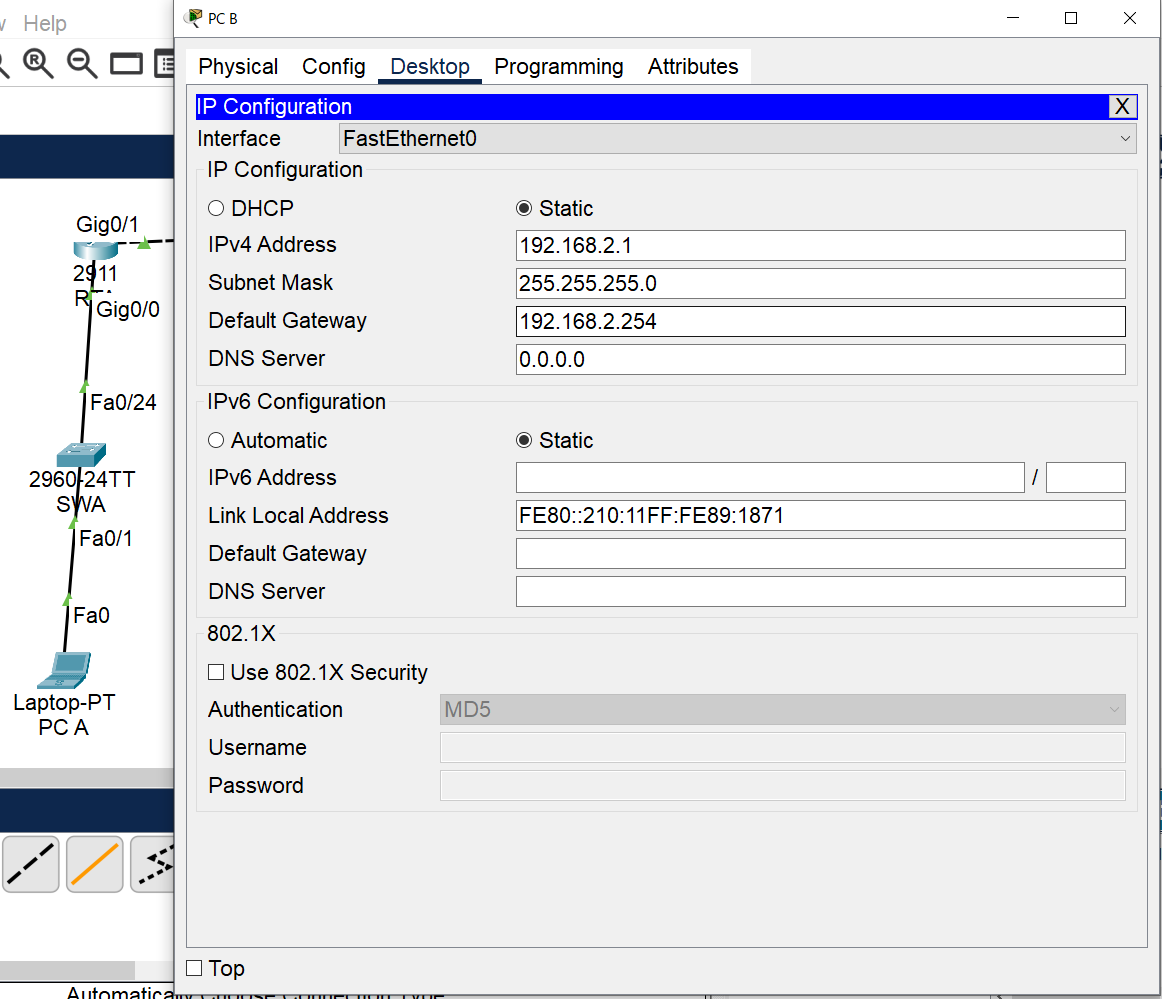 Help
PC B
Physical Config Desktop Programming Attributes
IP Configuration X
Interface FastEthernet0
IP Configuration
DHCP Static
IPv4 Address 192.168.2.1
Subnet Mask 255.255.255.0
Default Gateway 192.168.2.254
DNS Server 0.0.0.0
IPv6 Configuration
Automatic Static
IPv6 Address /
Link Local Address FE80::210:11FF:FE89:1871
Default Gateway
DNS Server
802.1X
Use 802.1X Security
Authentication MD5
Username
Password
Top
Gig0/1
2911
Gig0/0
Fa0/24
2960-24TT
SWA
Fa0/1
Fa0
Laptop-PT
PC A
Automatically Choose Connection Type